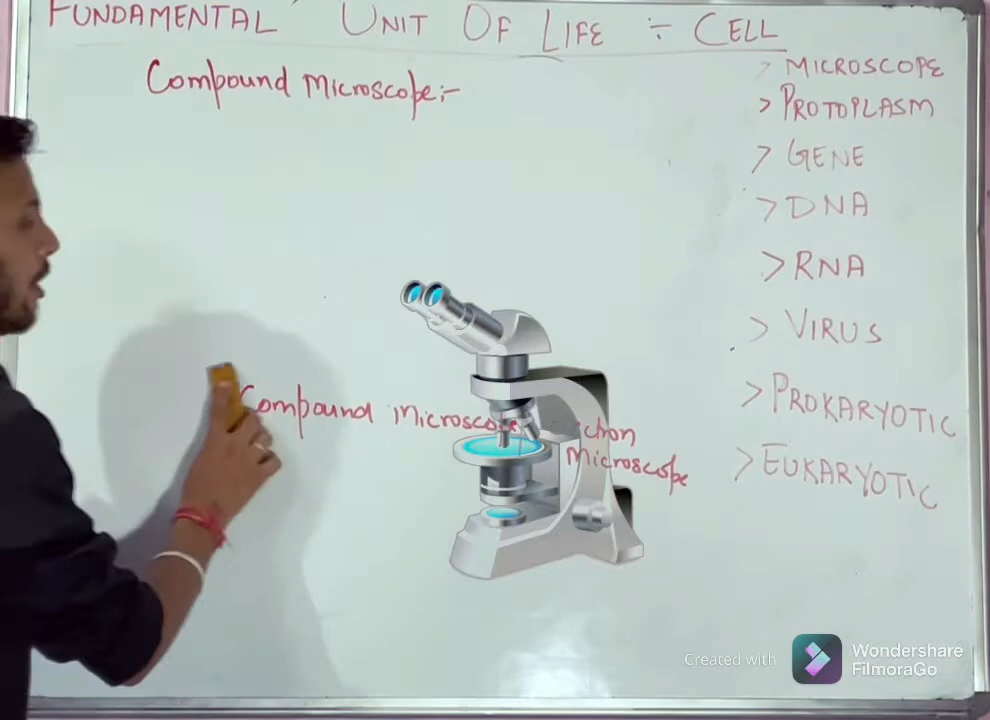 FUNDAMENTAL UNIT OF LIFE ÷ CELL
Compound Microscope:-
> MICROSCOPE
> PROTOPLASM
> GENE
> DNA
> RNA
> VIRUS
> PROKARYOTIC
> EUKARYOTIC
Compound Microscope
Microscope
Created with
Wondershare
FilmoraGo